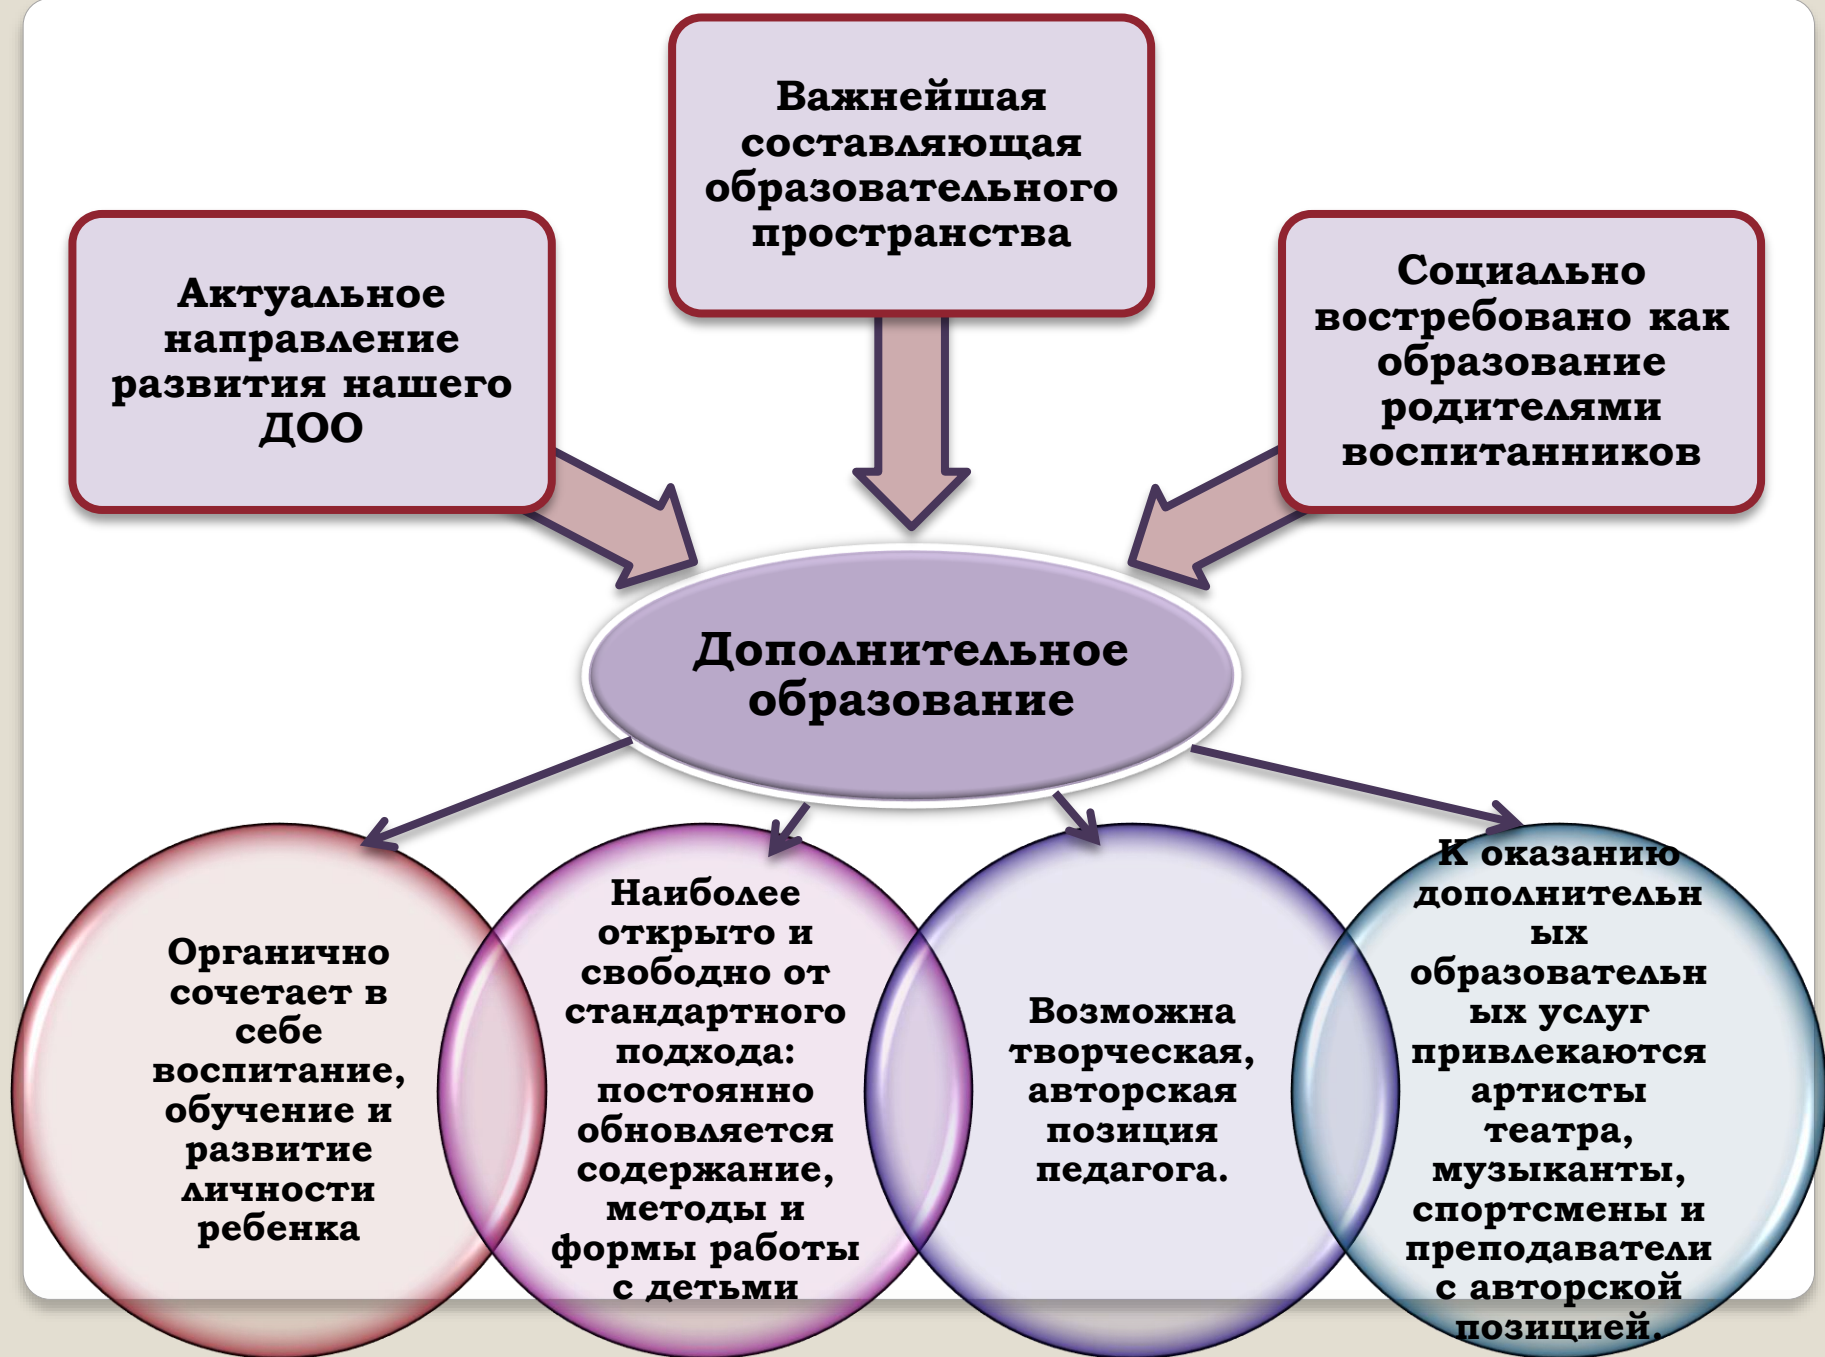 Важнейшая
составляющая
образовательного
пространства
Актуальное
направление
развития нашего
ДОО
Социально
востребовано как
образование
родителями
воспитанников
Дополнительное
образование
Органично
сочетает в
себе
воспитание,
обучение и
развитие
личности
ребенка
Наиболее
открыто и
свободно от
стандартного
подхода:
постоянно
обновляется
содержание,
методы и
формы работы
с детьми
Возможна
творческая,
авторская
позиция
педагога.
К оказанию
дополнительн
ых
образовательн
ых услуг
привлекаются
артисты
театра,
музыканты,
спортсмены и
преподаватели
с авторской
позицией.